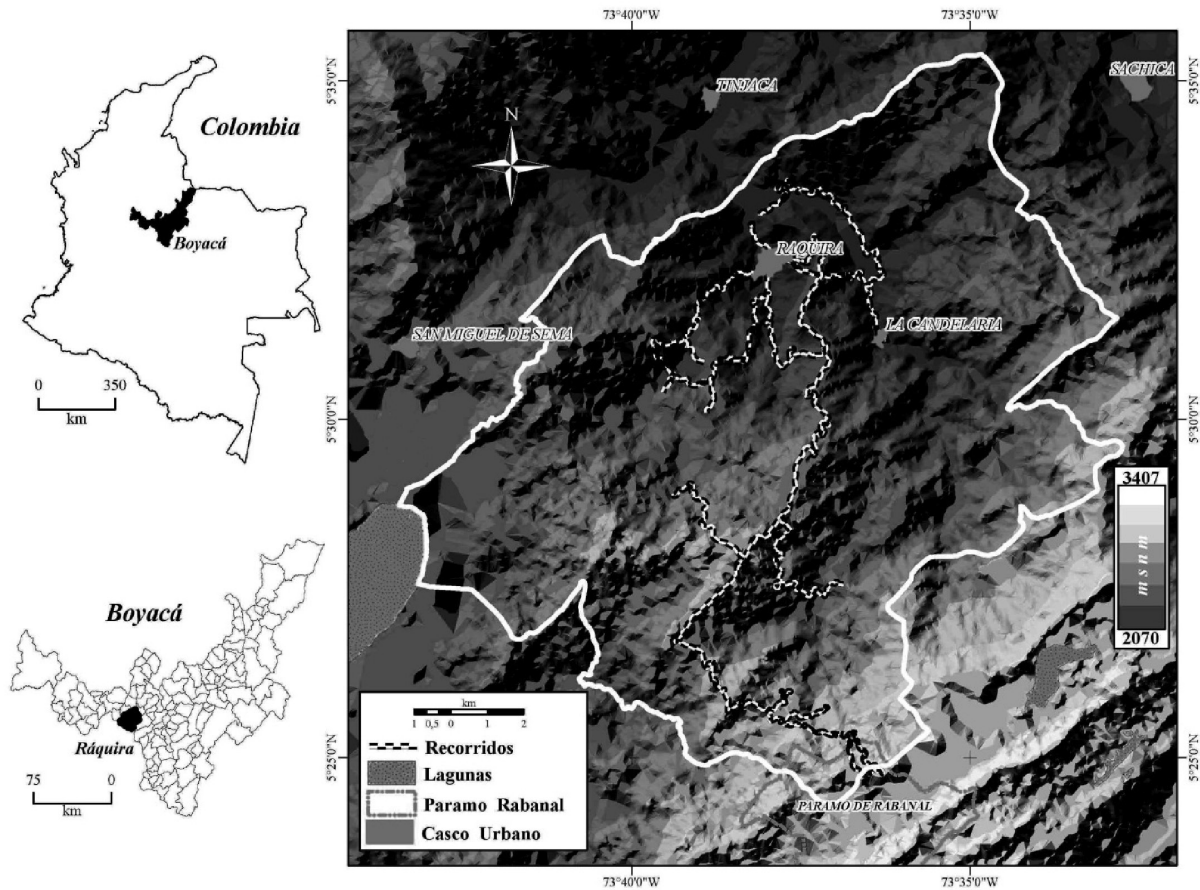 Colombia
Boyacá
0 350
km
Boyacá
Ráquira
75 0
km
73°40'0"W 73°35'0"W
5°35'0"N
5°30'0"N
5°25'0"N
5°35'0"N
5°30'0"N
5°25'0"N
73°40'0"W 73°35'0"W
N
TINJACA
SACHICA
RAQUIRA
SAN MIGUEL DE SEMA
LA CANDELARIA
PARAMO DE RABANAL
3407
m s n m
2070
km
1 0,5 0 1 2
Recorridos
Lagunas
Paramo Rabanal
Casco Urbano